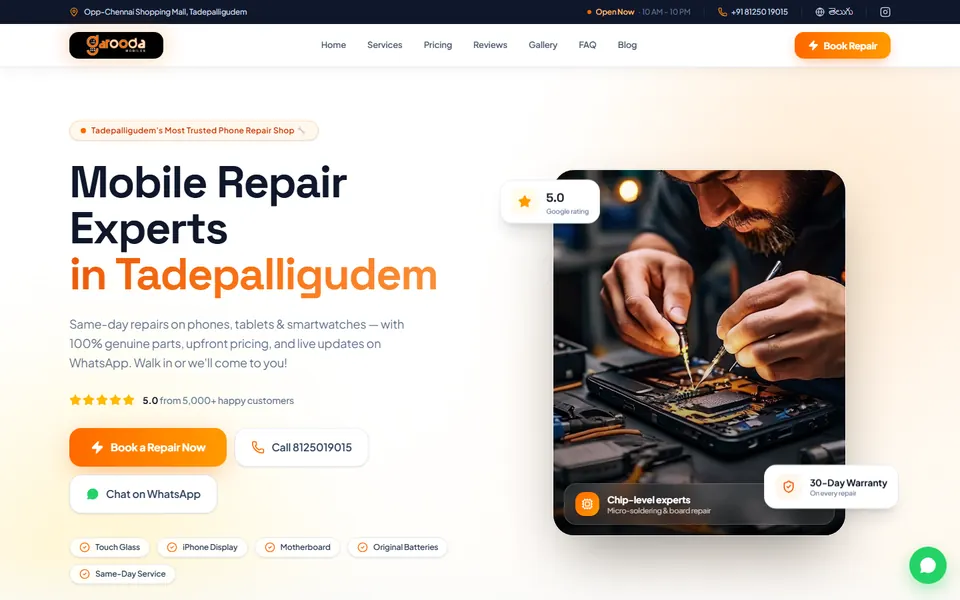 Opp-Chennai Shopping Mall, Tadepalligudem
Open Now · 10 AM – 10 PM
+91 81250 19015
తెలుగు
Garooda
MOBILE
Home
Services
Pricing
Reviews
Gallery
FAQ
Blog
Book Repair
Tadepalligudem's Most Trusted Phone Repair Shop
Mobile Repair
Experts
in Tadepalligudem
Same-day repairs on phones, tablets & smartwatches — with
100% genuine parts, upfront pricing, and live updates on
WhatsApp. Walk in or we'll come to you!
5.0 from 5,000+ happy customers
Book a Repair Now
Call 8125019015
Chat on WhatsApp
Touch Glass
iPhone Display
Motherboard
Original Batteries
Same-Day Service
5.0
Google rating
Chip-level experts
Micro-soldering & board repair
30-Day Warranty
On every repair